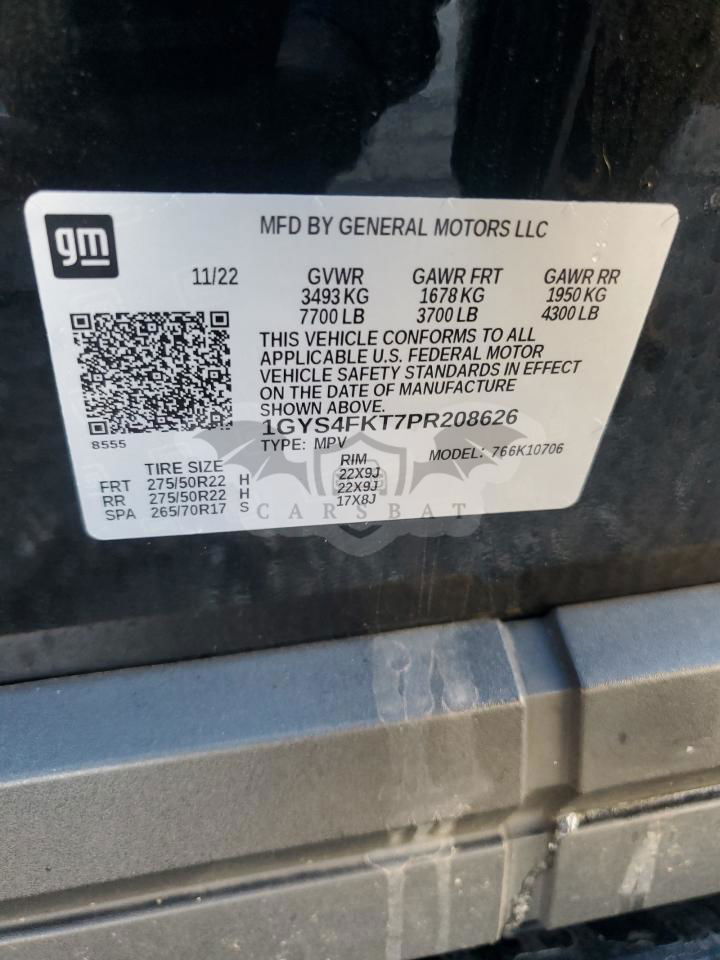 gm
MFD BY GENERAL MOTORS LLC
11/22 GVWR GAWR FRT GAWR RR
3493 KG 1678 KG 1950 KG
7700 LB 3700 LB 4300 LB
THIS VEHICLE CONFORMS TO ALL
APPLICABLE U.S. FEDERAL MOTOR
VEHICLE SAFETY STANDARDS IN EFFECT
ON THE DATE OF MANUFACTURE
SHOWN ABOVE.
1GYS4FKT7PR208626
8555
TYPE: MPV MODEL: 766K10706
TIRE SIZE RIM
FRT 275/50R22 H 22X9J
RR 275/50R22 H 22X9J
SPA 265/70R17 S 17X8J
CARSBAT